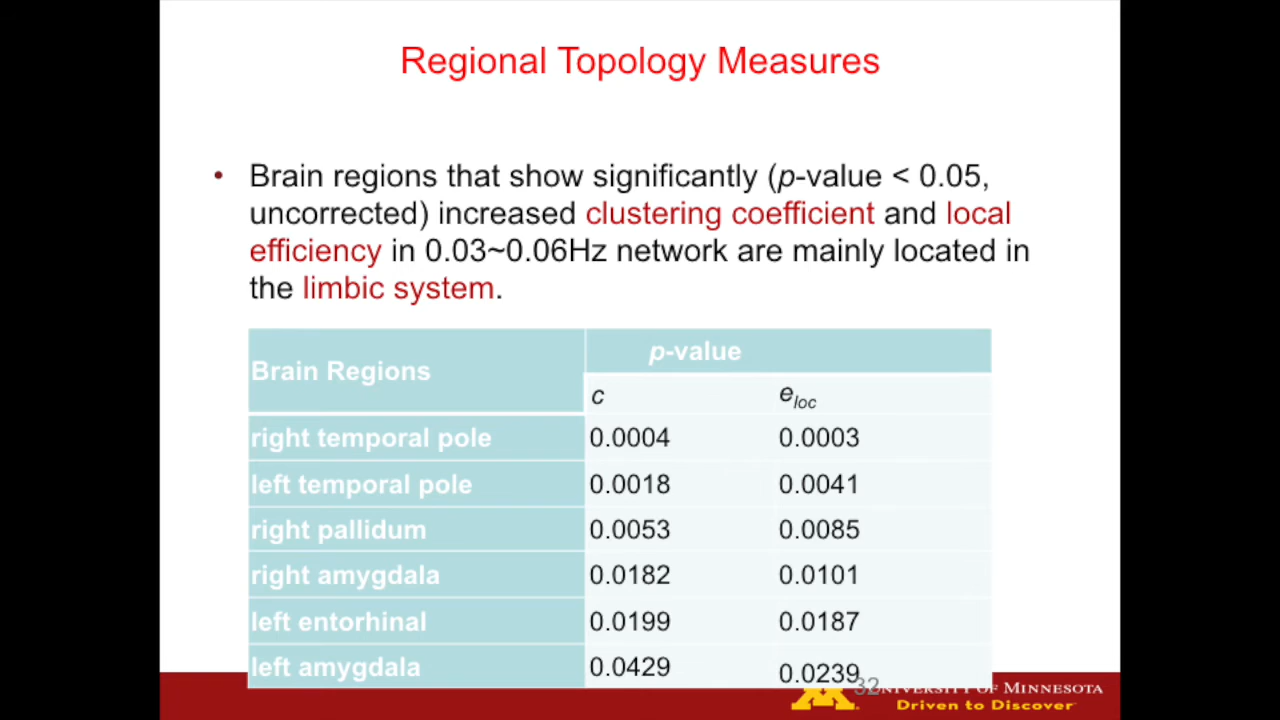 Regional Topology Measures
• Brain regions that show significantly (p-value < 0.05,
uncorrected) increased clustering coefficient and local
efficiency in 0.03~0.06Hz network are mainly located in
the limbic system.
Brain Regions p-value
c e_loc
right temporal pole 0.0004 0.0003
left temporal pole 0.0018 0.0041
right pallidum 0.0053 0.0085
right amygdala 0.0182 0.0101
left entorhinal 0.0199 0.0187
left amygdala 0.0429 0.0239
32
UNIVERSITY OF MINNESOTA
Driven to Discover